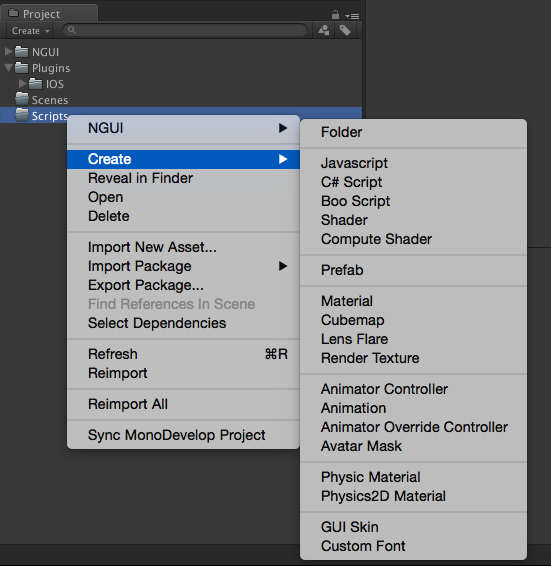 Project
Create
NGUI
Plugins
IOS
Scenes
Scripts
NGUI
Create
Reveal in Finder
Open
Delete
Import New Asset...
Import Package
Export Package...
Find References In Scene
Select Dependencies
Refresh ⌘R
Reimport
Reimport All
Sync MonoDevelop Project
Folder
Javascript
C# Script
Boo Script
Shader
Compute Shader
Prefab
Material
Cubemap
Lens Flare
Render Texture
Animator Controller
Animation
Animator Override Controller
Avatar Mask
Physic Material
Physics2D Material
GUI Skin
Custom Font